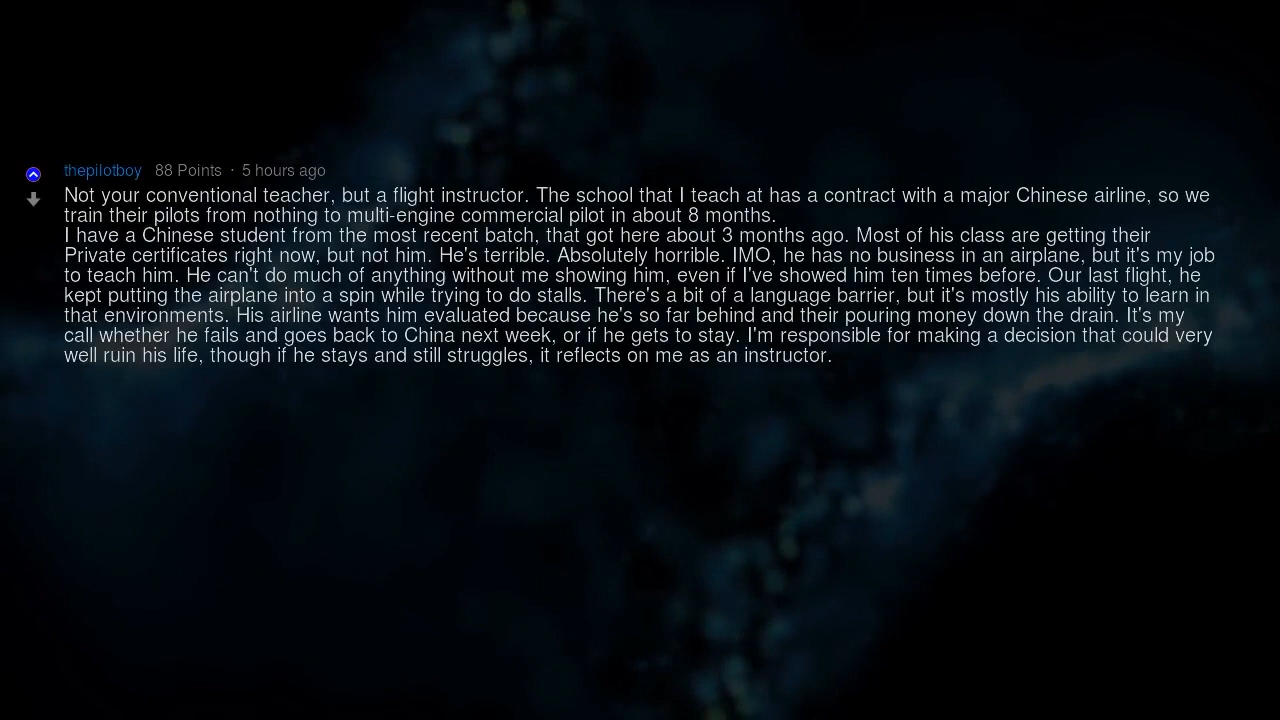 thepilotboy 88 Points · 5 hours ago
Not your conventional teacher, but a flight instructor. The school that I teach at has a contract with a major Chinese airline, so we
train their pilots from nothing to multi-engine commercial pilot in about 8 months.
I have a Chinese student from the most recent batch, that got here about 3 months ago. Most of his class are getting their
Private certificates right now, but not him. He's terrible. Absolutely horrible. IMO, he has no business in an airplane, but it's my job
to teach him. He can't do much of anything without me showing him, even if I've showed him ten times before. Our last flight, he
kept putting the airplane into a spin while trying to do stalls. There's a bit of a language barrier, but it's mostly his ability to learn in
that environments. His airline wants him evaluated because he's so far behind and their pouring money down the drain. It's my
call whether he fails and goes back to China next week, or if he gets to stay. I'm responsible for making a decision that could very
well ruin his life, though if he stays and still struggles, it reflects on me as an instructor.